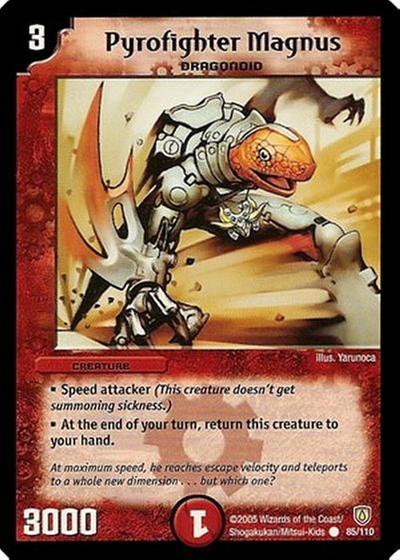 3
Pyrofighter Magnus
DRAGONOID
illus. Yarunoca
CREATURE
▪ Speed attacker (This creature doesn't get
summoning sickness.)
▪ At the end of your turn, return this creature to
your hand.
At maximum speed, he reaches escape velocity and teleports
to a whole new dimension . . . but which one?
3000
1
©2005 Wizards of the Coast/
Shogakukan/Mitsui-Kids ● 85/110